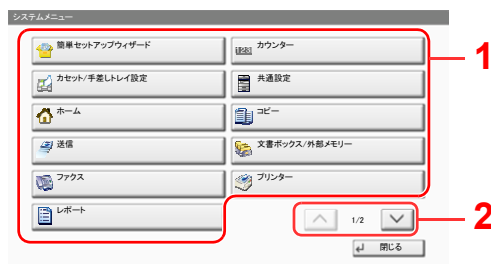 システムメニュー
簡単セットアップウィザード
カウンター
カセット/手差しトレイ設定
共通設定
ホーム
コピー
送信
文書ボックス/外部メモリー
ファクス
プリンター
レポート
1/2
閉じる
1
2